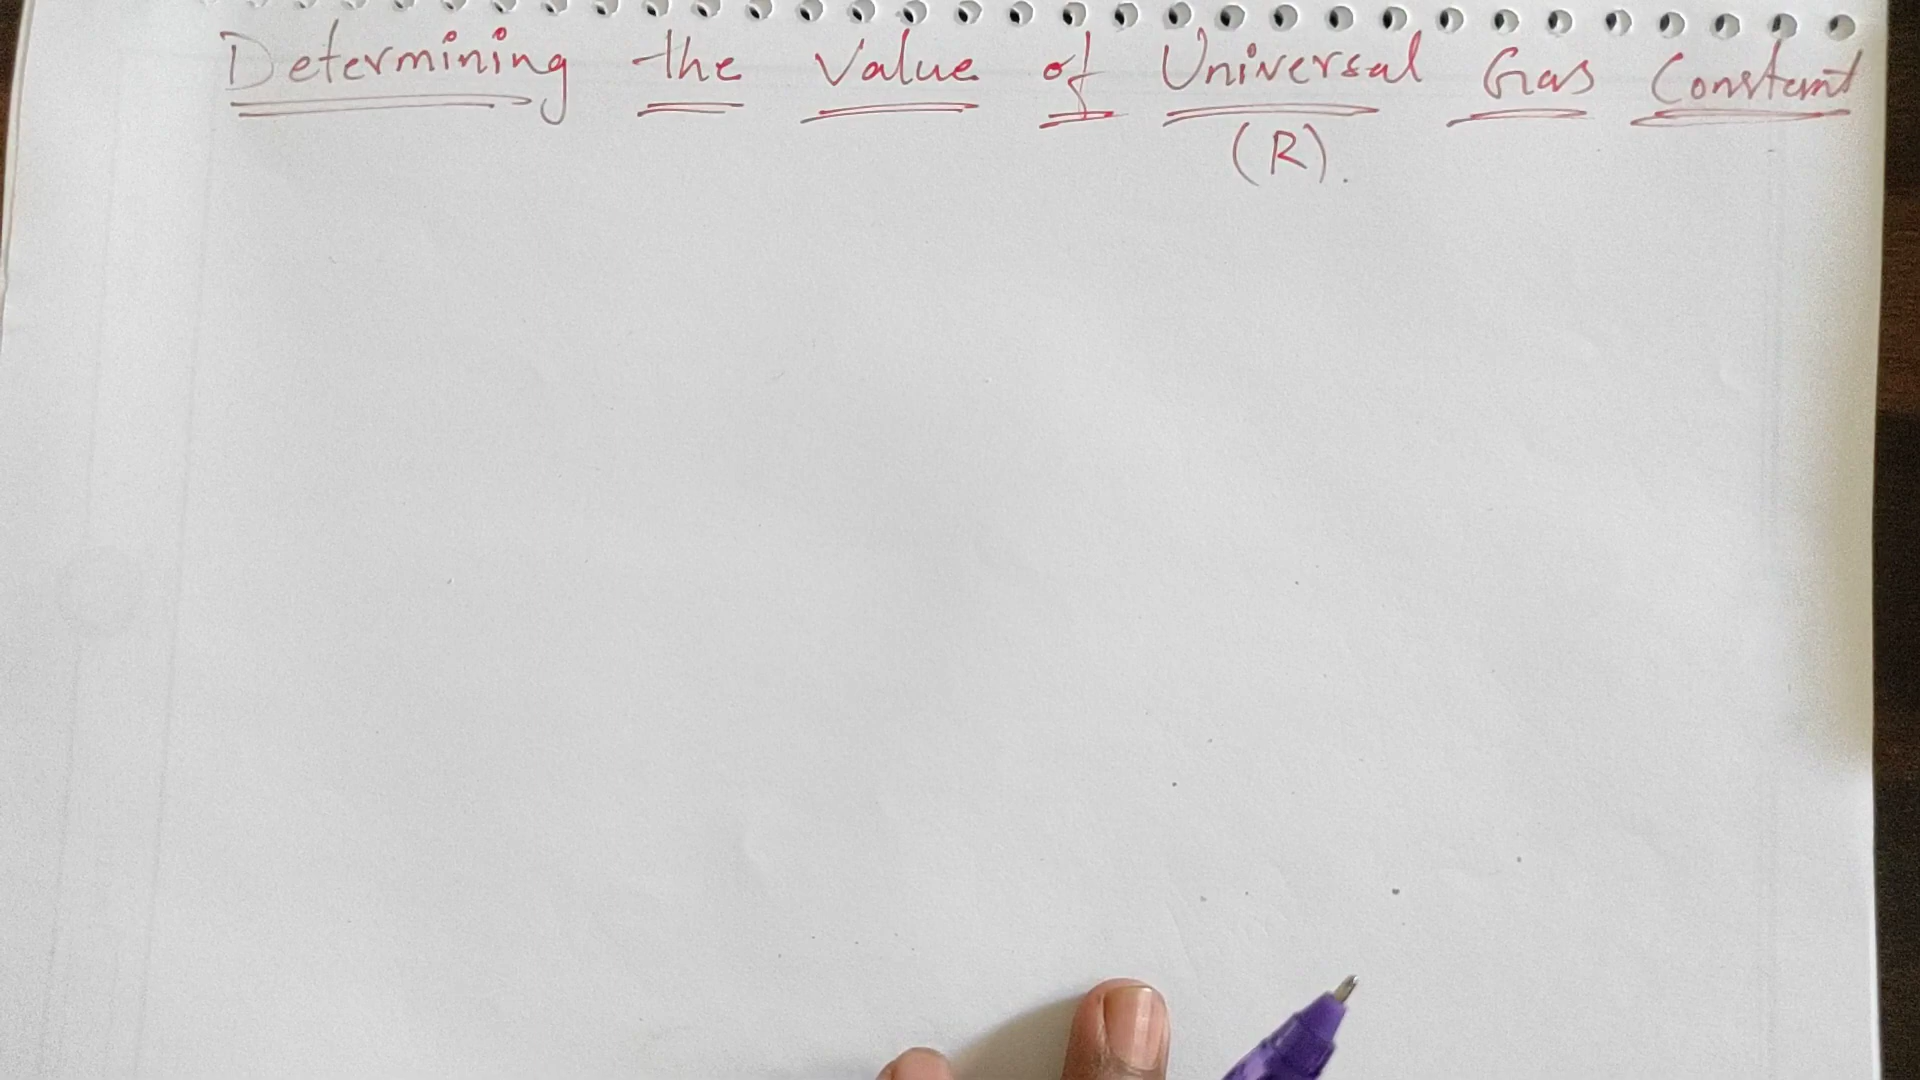 Determining the Value of Universal Gas Constant
(R).